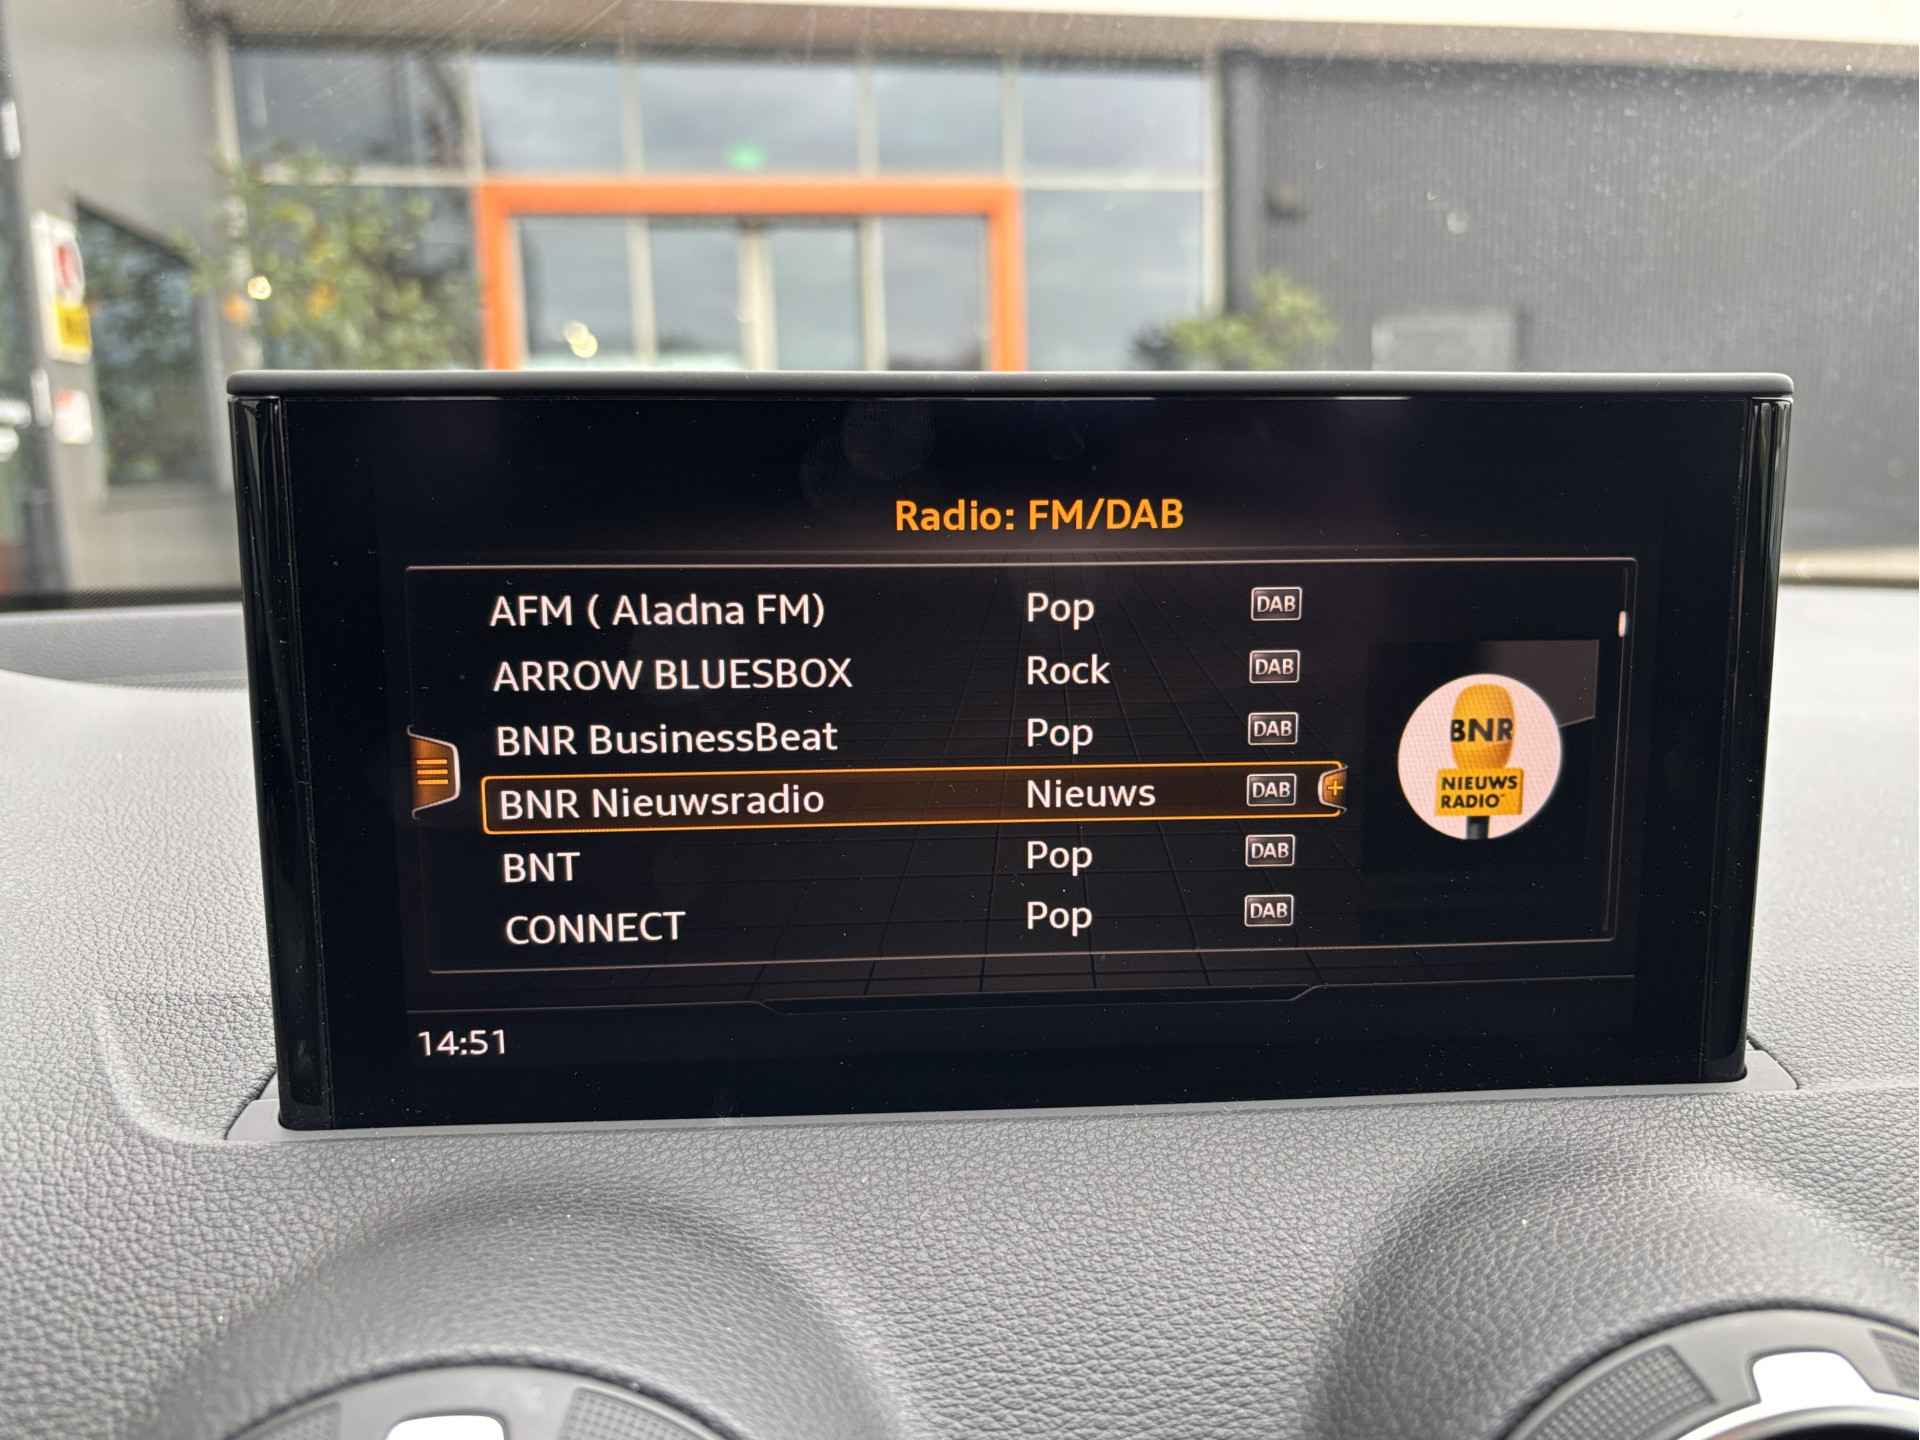 Radio: FM/DAB
AFM ( Aladna FM) Pop DAB
ARROW BLUESBOX Rock DAB
BNR BusinessBeat Pop DAB
BNR Nieuwsradio Nieuws DAB
BNT Pop DAB
CONNECT Pop DAB
BNR
NIEUWS
RADIO
14:51